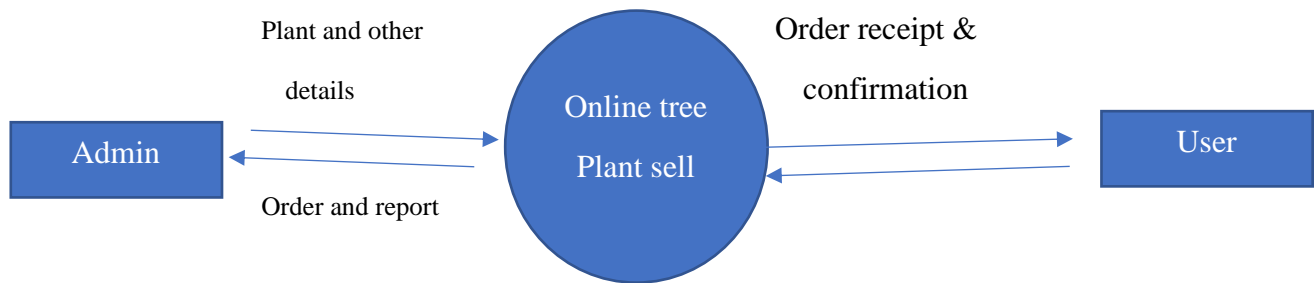 Plant and other
details
Order receipt &
confirmation
Online tree
Plant sell
Admin
User
Order and report